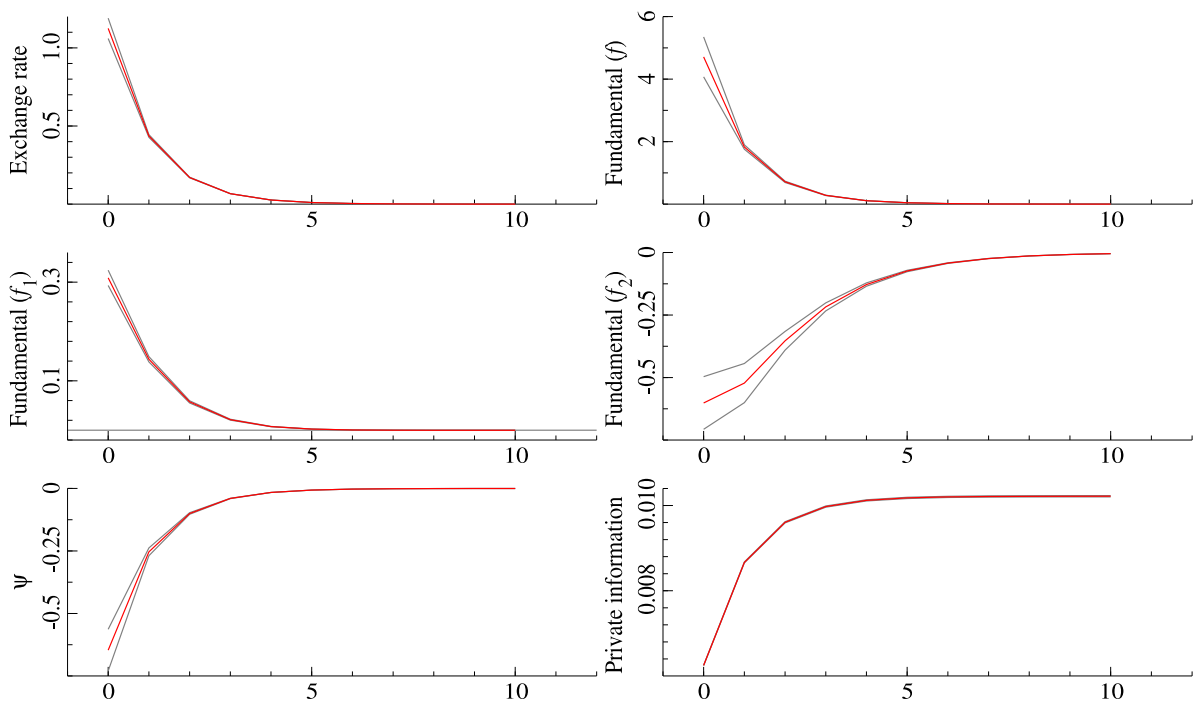 Exchange rate
1.0
0.5
0 5 10
Fundamental (f)
6
4
2
0 5 10
Fundamental (f1)
0.3
0.1
0 5 10
Fundamental (f2)
0
-0.25
-0.5
0 5 10
ψ
0
-0.25
-0.5
0 5 10
Private information
0.010
0.008
0 5 10